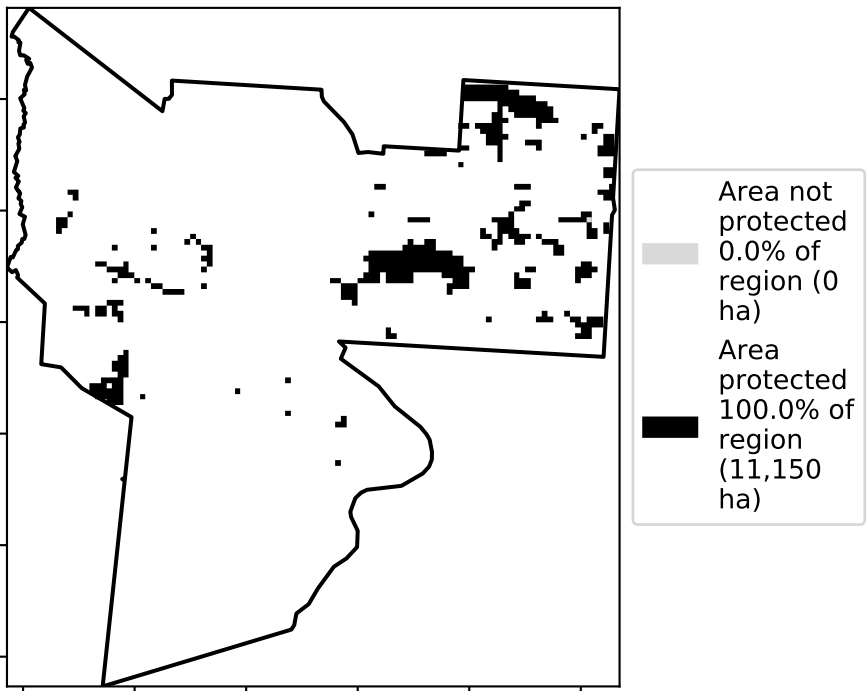 Area not
protected
0.0% of
region (0
ha)
Area
protected
100.0% of
region
(11,150
ha)